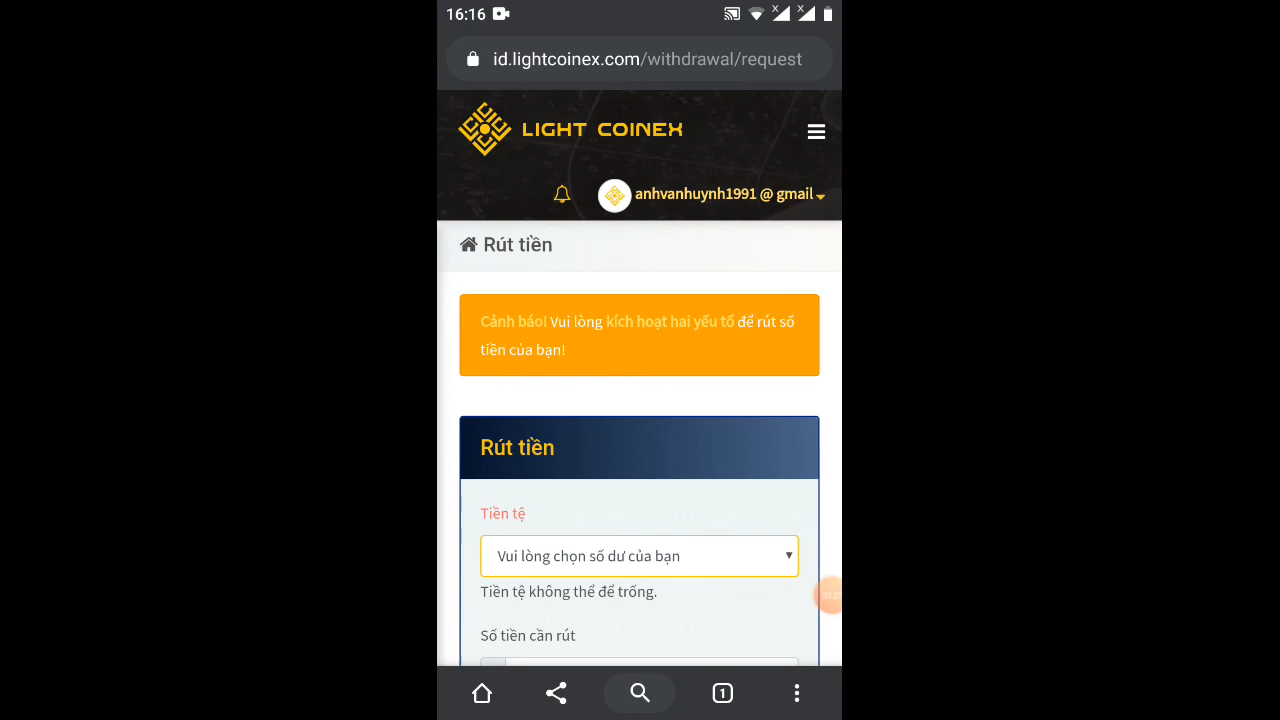 16:16
id.lightcoinex.com/withdrawal/request
LIGHT COINEX
anhvanhuynh1991 @ gmail
Rút tiền
Cảnh báo! Vui lòng kích hoạt hai yếu tố để rút số
tiền của bạn!
Rút tiền
Tiền tệ
Vui lòng chọn số dư của bạn
Tiền tệ không thể để trống.
Số tiền cần rút
1